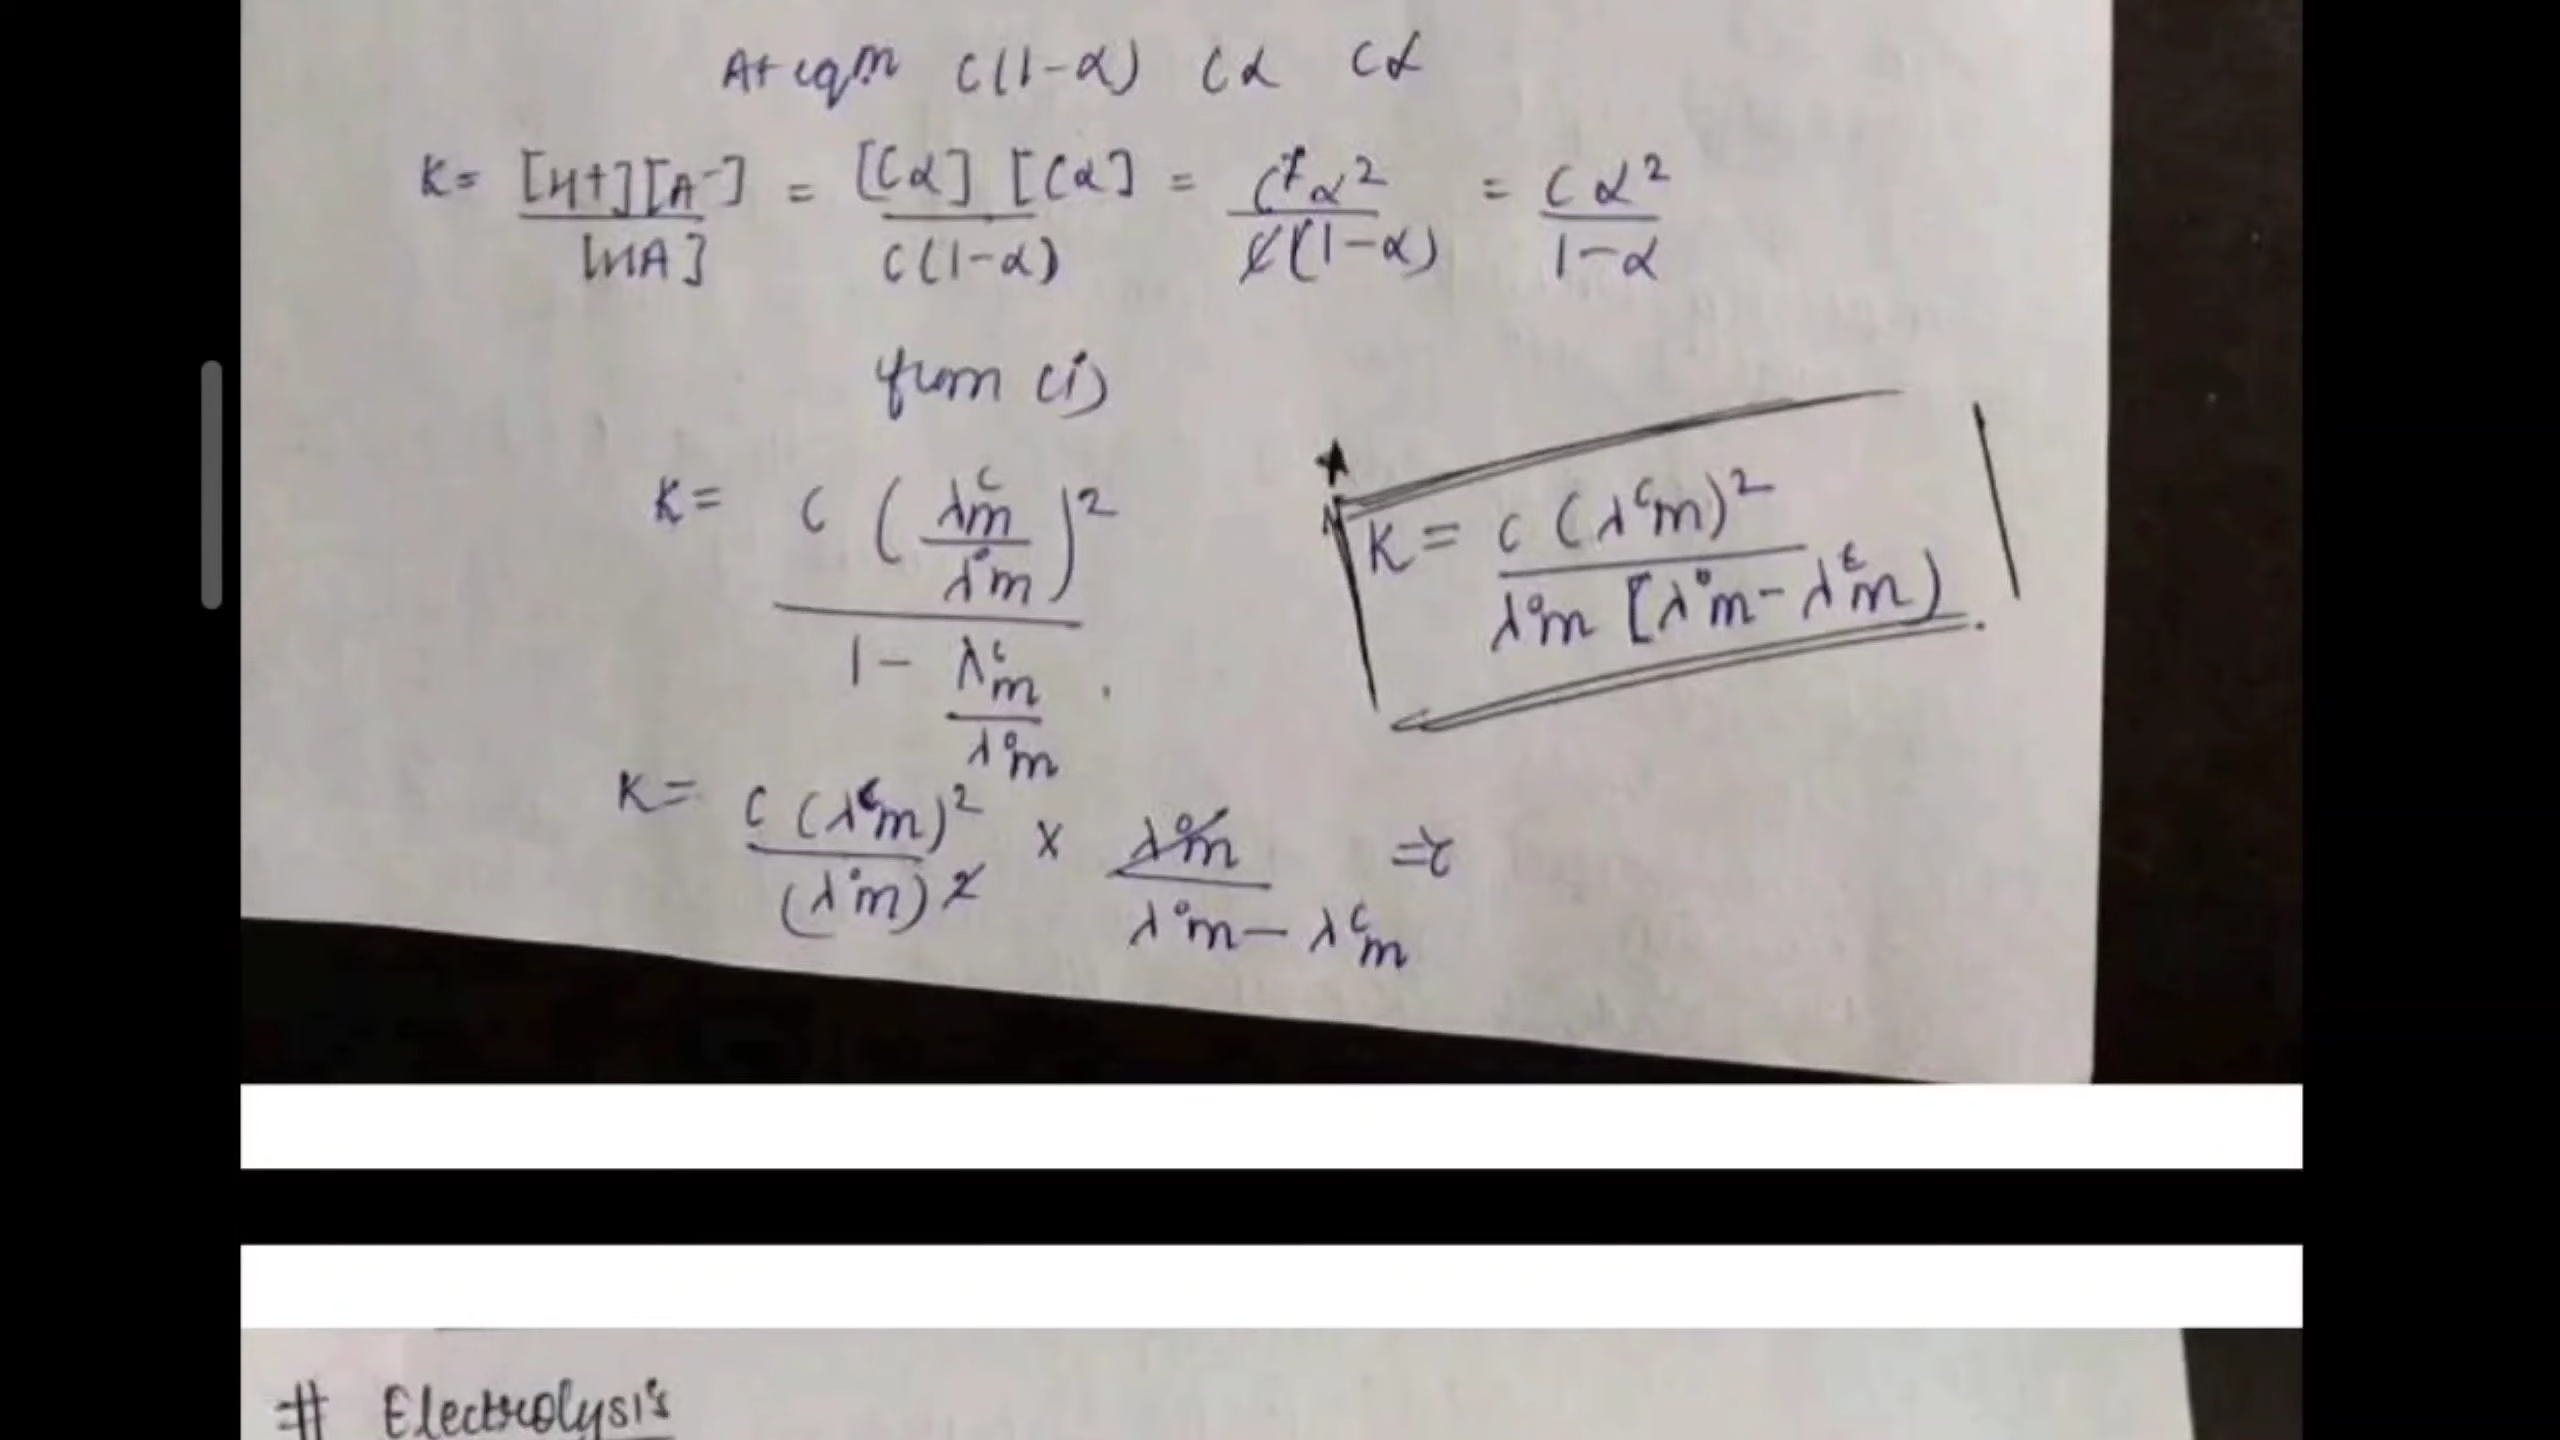 At eqm C(1-α) Cα Cα
K= [H+][A-] / [HA] = [Cα] [Cα] / C(1-α) = C²α² / C(1-α) = Cα² / 1-α
from (i)
K= C (λᶜm / λ°m)² / 1 - λᶜm / λ°m
K = C (λᶜm)² / λ°m [λ°m - λᶜm)
K= C (λᶜm)² / (λ°m)2 × λ°m / λ°m - λᶜm ⇒
# Electrolysis